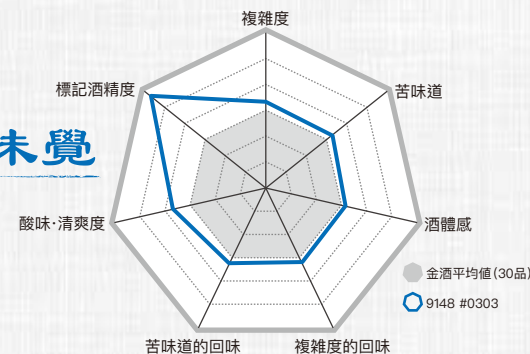 複雜度
標記酒精度
苦味道
味覺
酸味·清爽度
酒體感
金酒平均値(30品)
9148 #0303
苦味道的回味
複雜度的回味